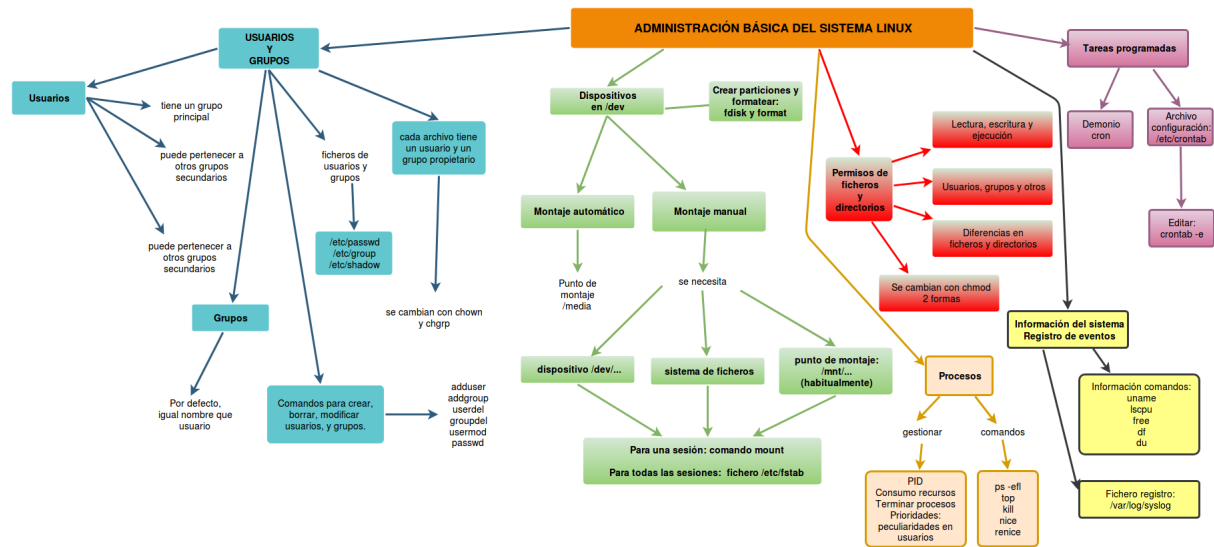 ADMINISTRACIÓN BÁSICA DEL SISTEMA LINUX
USUARIOS
Y
GRUPOS
Usuarios
tiene un grupo
principal
puede pertenecer a
otros grupos
secundarios
puede pertenecer a
otros grupos
secundarios
Grupos
Por defecto,
igual nombre que
usuario
Comandos para crear,
borrar, modificar
usuarios, y grupos.
adduser
addgroup
userdel
groupdel
usermod
passwd
ficheros de
usuarios y
grupos
/etc/passwd
/etc/group
/etc/shadow
cada archivo tiene
un usuario y un
grupo propietario
se cambian con chown
y chgrp
Dispositivos
en /dev
Crear particiones y
formatear:
fdisk y format
Montaje automático
Punto de
montaje
/media
Montaje manual
se necesita
dispositivo /dev/...
sistema de ficheros
punto de montaje:
/mnt/...
(habitualmente)
Para una sesión: comando mount
Para todas las sesiones: fichero /etc/fstab
Permisos de
ficheros
y
directorios
Lectura, escritura y
ejecución
Usuarios, grupos y otros
Diferencias en
ficheros y directorios
Se cambian con chmod
2 formas
Procesos
gestionar
comandos
PID
Consumo recursos
Terminar procesos
Prioridades:
peculiaridades en
usuarios
ps -efl
top
kill
nice
renice
Tareas programadas
Demonio
cron
Archivo
configuración:
/etc/crontab
Editar:
crontab -e
Información del sistema
Registro de eventos
Información comandos:
uname
lscpu
free
df
du
Fichero registro:
/var/log/syslog